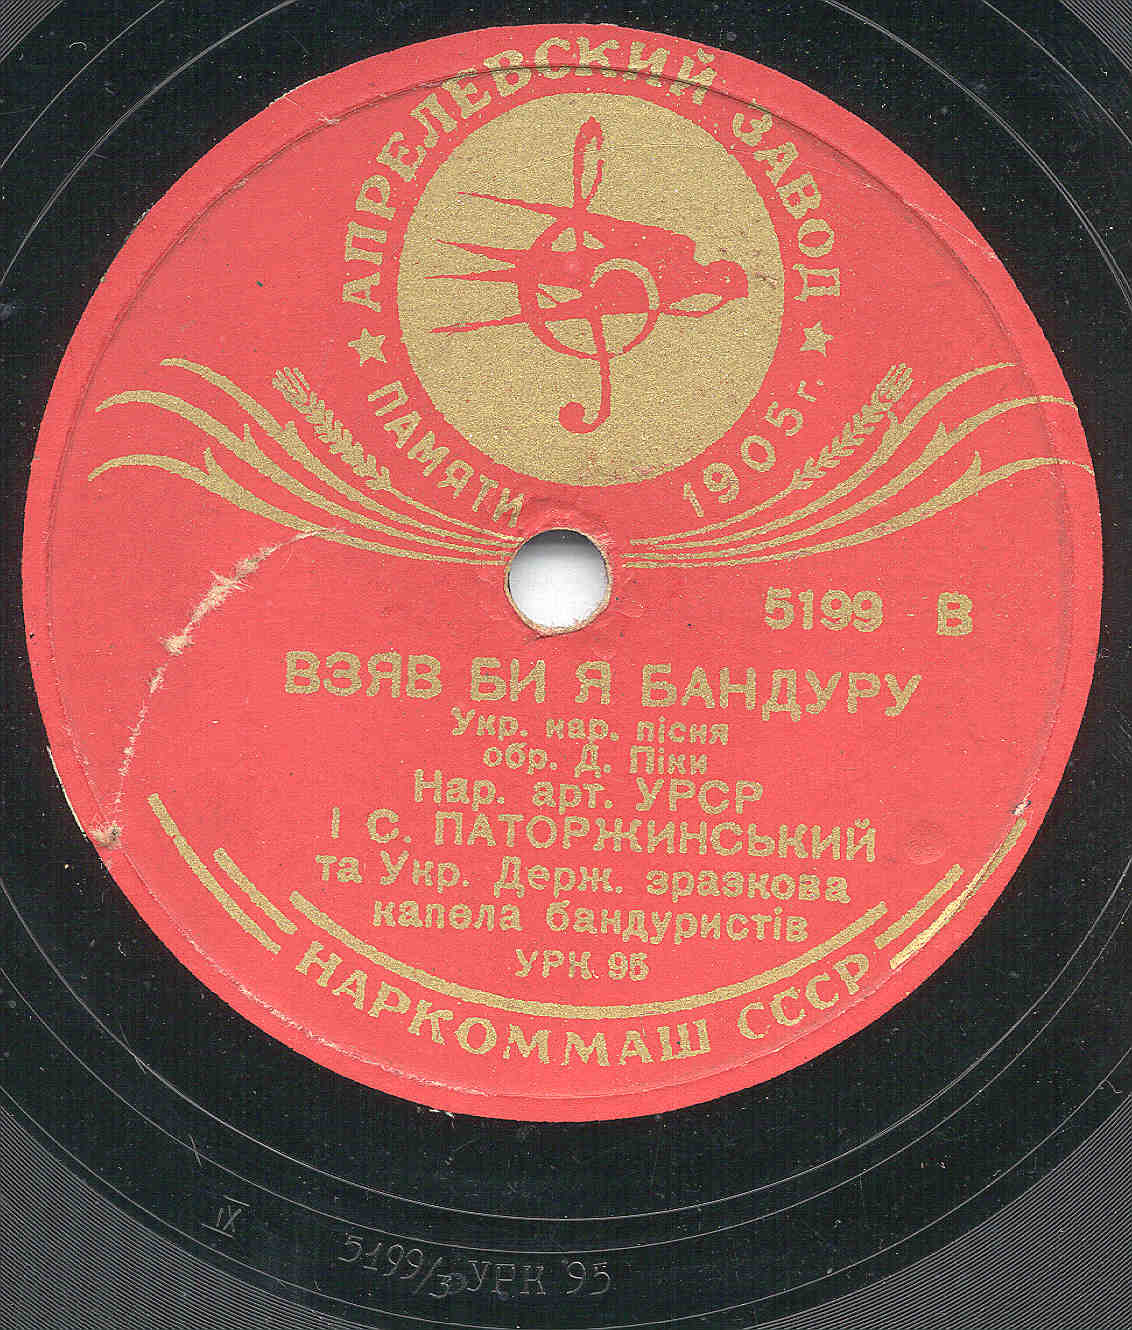 АПРЕЛЕВСКИЙ ЗАВОД
ПАМЯТИ 1905 г.
5199 В
ВЗЯВ БИ Я БАНДУРУ
Укр. нар. пісня
обр. Д. Піки
Нар. арт. УРСР
І С. ПАТОРЖИНСЬКИЙ
та Укр. Держ. зразкова
капела бандуристів
УРК 95
НАРКОММАШ СССР
IX 5199/3 УРК 95